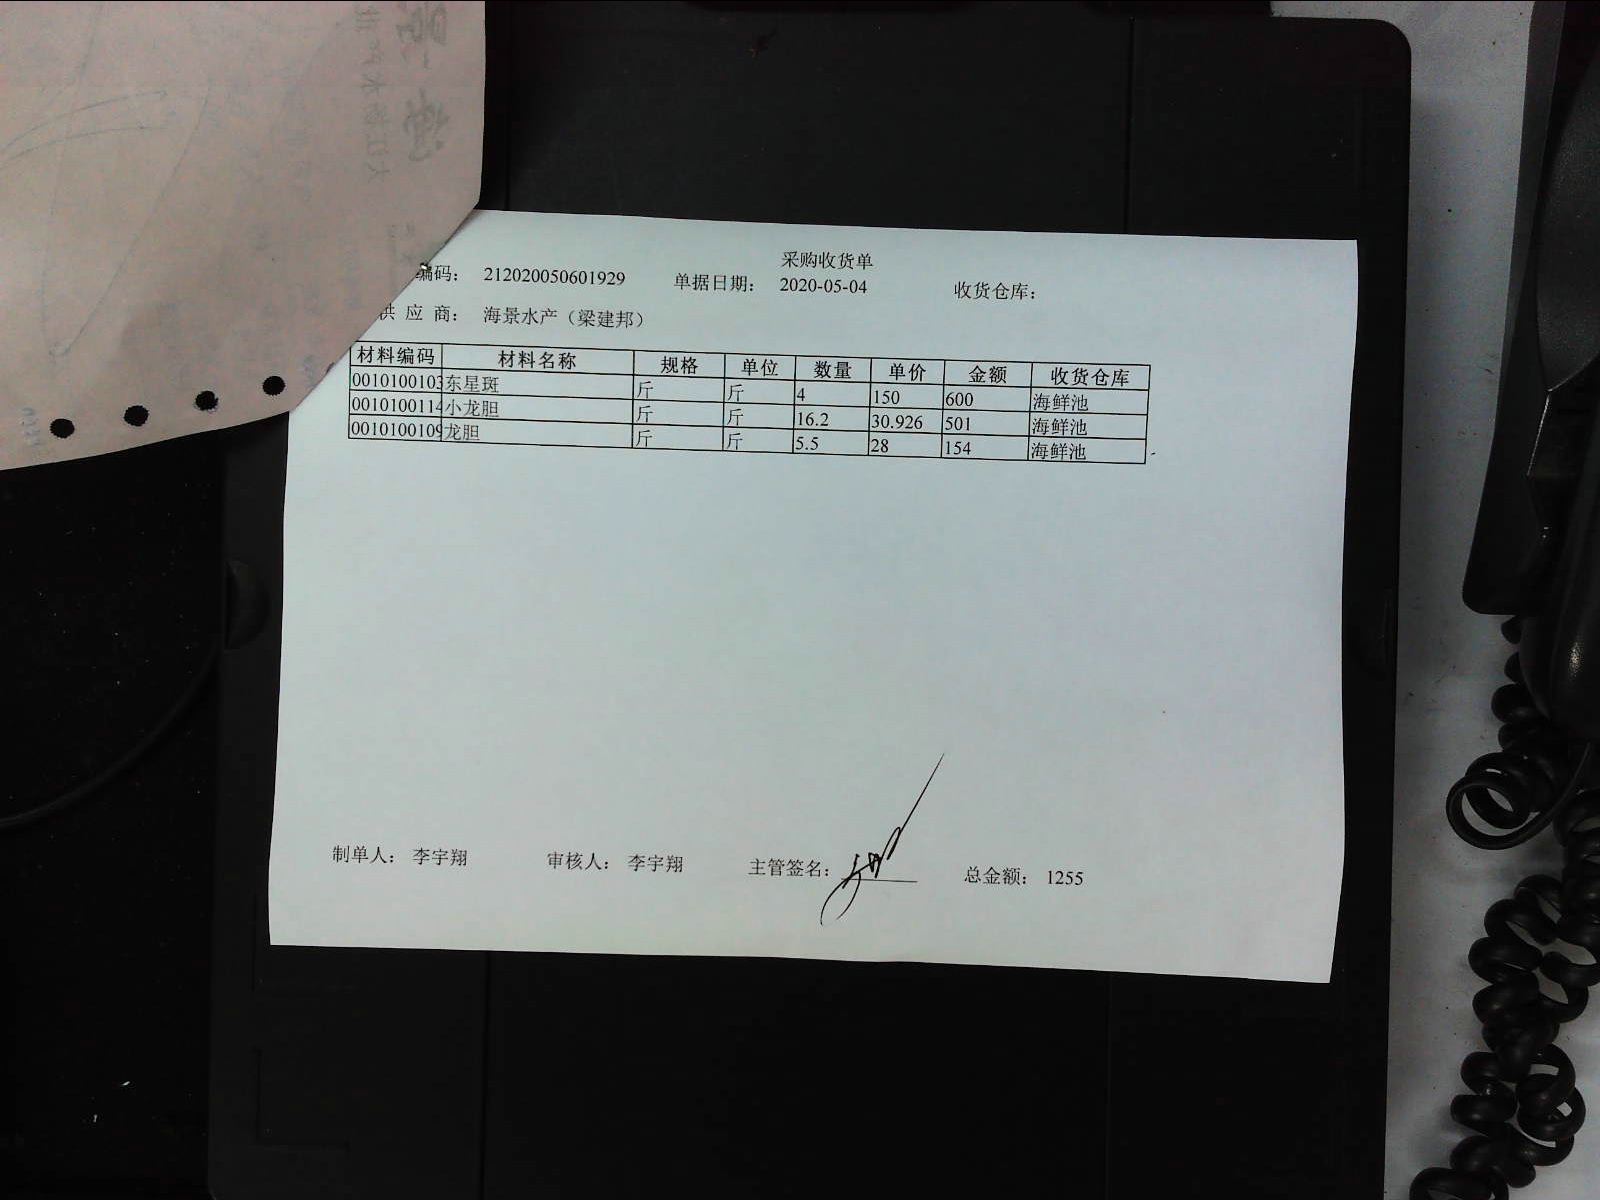 采购收货单
编码： 212020050601929 单据日期： 2020-05-04 收货仓库：
供 应 商： 海景水产（梁建邦）
材料编码 材料名称 规格 单位 数量 单价 金额 收货仓库
0010100103 东星斑 斤 斤 4 150 600 海鲜池
0010100114 小龙胆 斤 斤 16.2 30.926 501 海鲜池
0010100109 龙胆 斤 斤 5.5 28 154 海鲜池
制单人： 李宇翔 审核人： 李宇翔 主管签名： 总金额： 1255